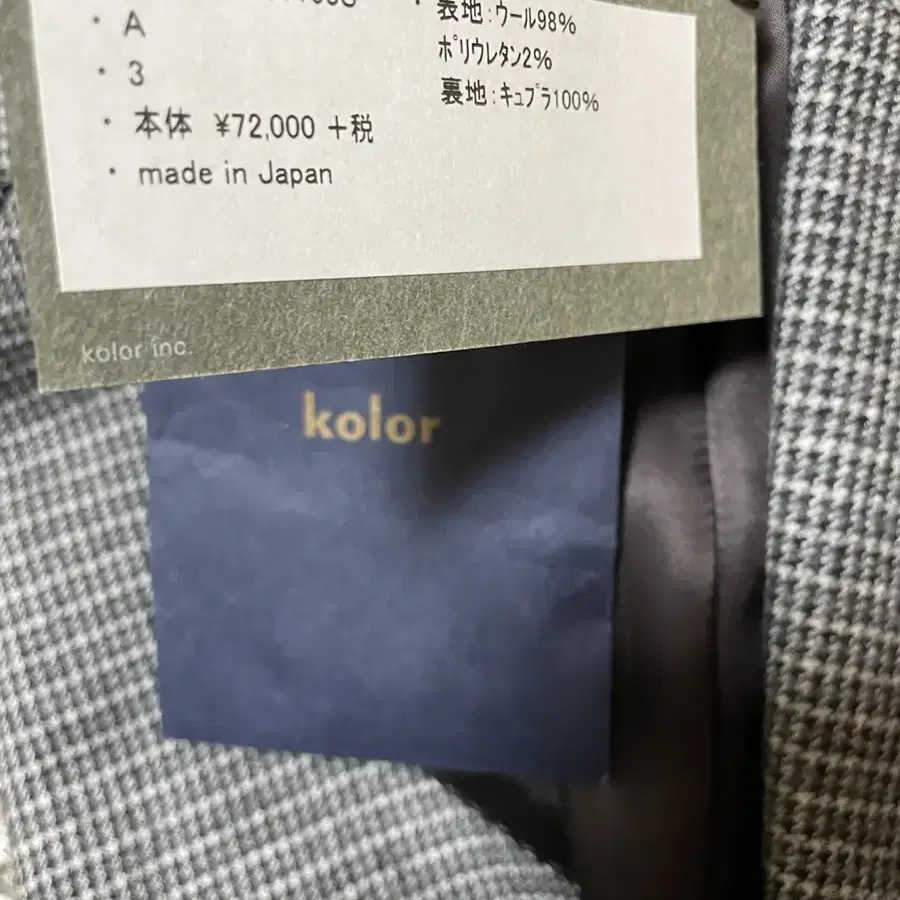 ・ A
・ 3
・ 本体 ¥72,000 +税
・ made in Japan
・ 表地:ウール98%
ポリウレタン2%
裏地:キュプラ100%
kolor inc.
kolor